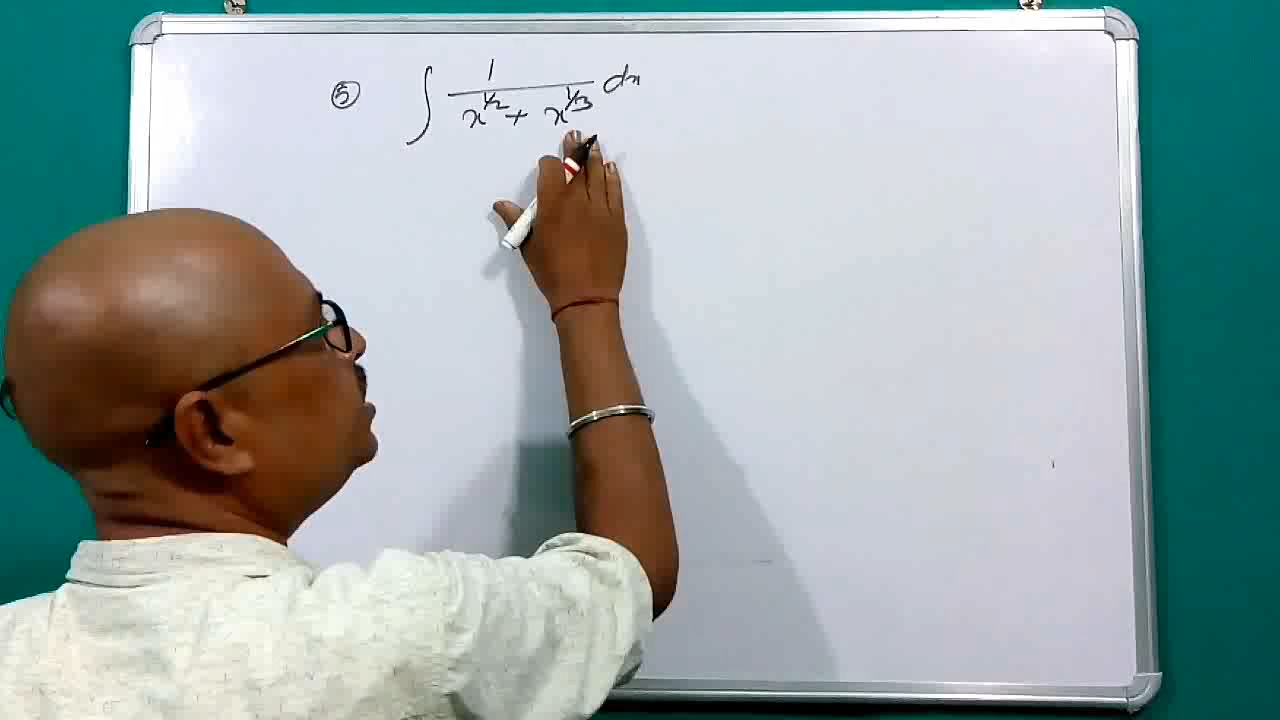 ⑤ ∫ 1/(x^1/2 + x^1/3) dx